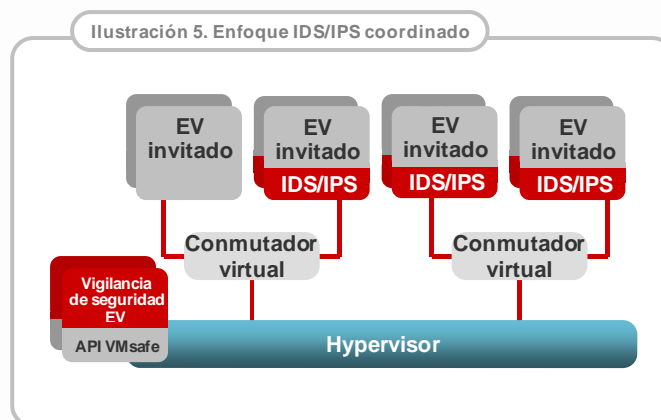 Ilustración 5. Enfoque IDS/IPS coordinado
EV
invitado
EV
invitado
IDS/IPS
EV
invitado
IDS/IPS
EV
invitado
IDS/IPS
Conmutador
virtual
Conmutador
virtual
Vigilancia
de seguridad
EV
API VMsafe
Hypervisor